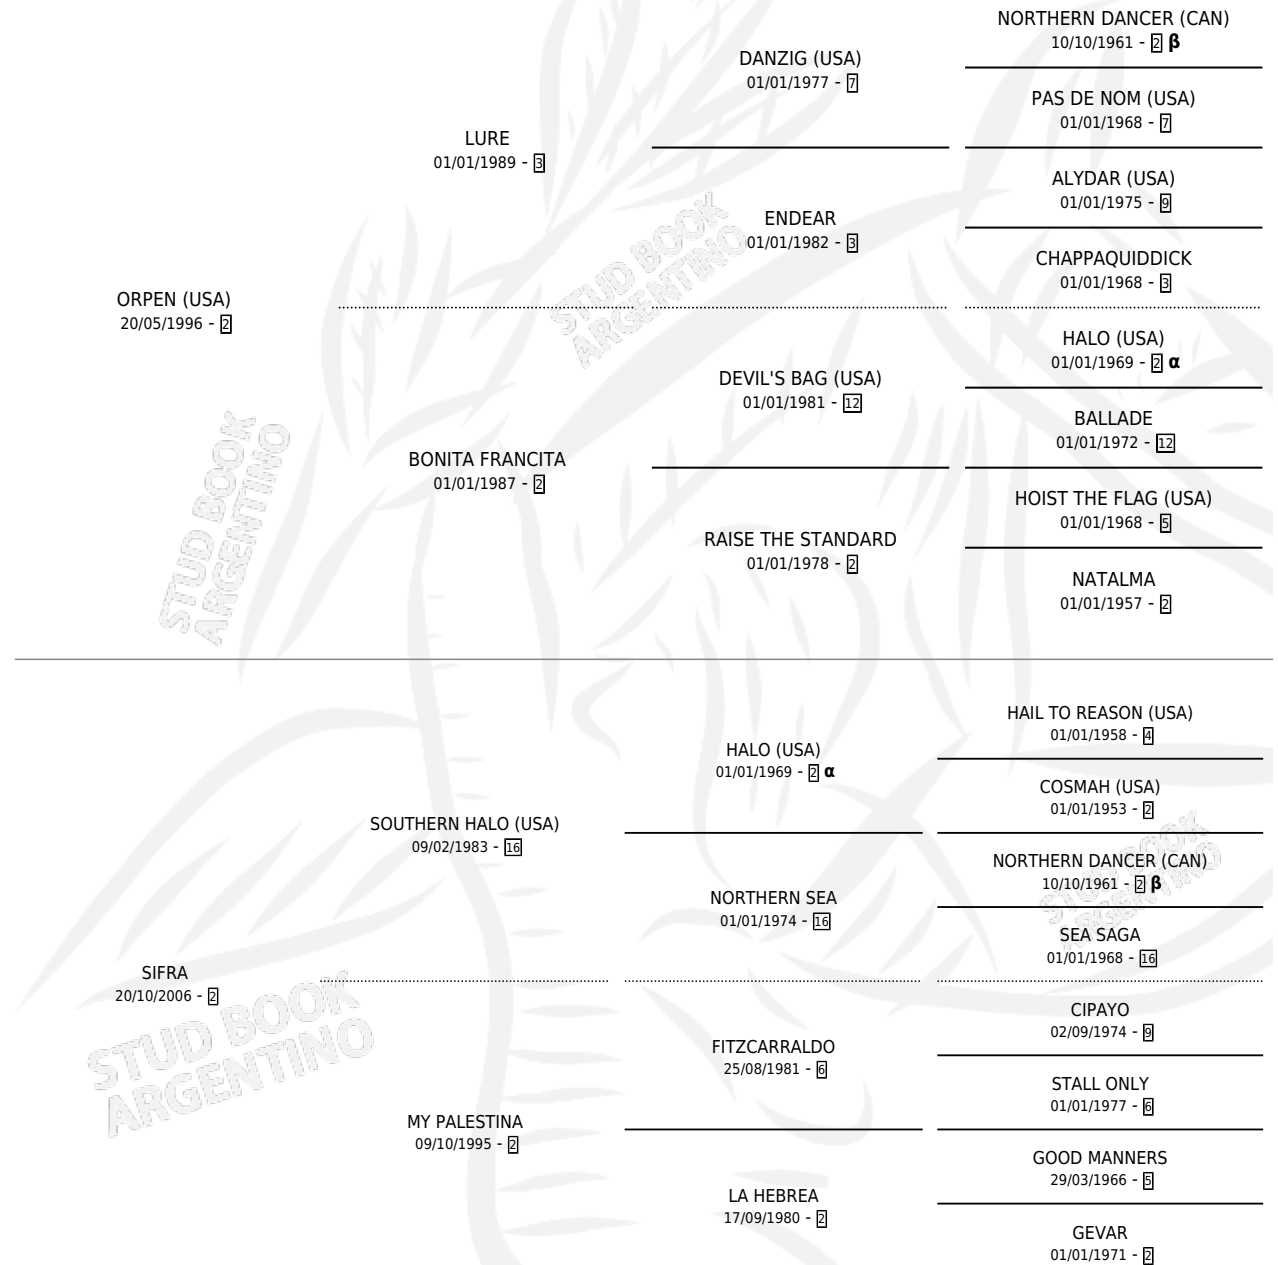 NORTHERN DANCER (CAN)
10/10/1961 - 2 β
DANZIG (USA)
01/01/1977 - 7
PAS DE NOM (USA)
01/01/1968 - 7
LURE
01/01/1989 - 3
ALYDAR (USA)
01/01/1975 - 9
ENDEAR
01/01/1982 - 3
CHAPPAQUIDDICK
01/01/1968 - 3
STUD BOOK
ARGENTINO
ORPEN (USA)
20/05/1996 - 2
HALO (USA)
01/01/1969 - 2 α
DEVIL'S BAG (USA)
01/01/1981 - 12
BALLADE
01/01/1972 - 12
BONITA FRANCITA
01/01/1987 - 2
HOIST THE FLAG (USA)
01/01/1968 - 5
RAISE THE STANDARD
01/01/1978 - 2
NATALMA
01/01/1957 - 2
STUD BOOK
ARGENTINO
HAIL TO REASON (USA)
01/01/1958 - 4
HALO (USA)
01/01/1969 - 2 α
COSMAH (USA)
01/01/1953 - 2
SOUTHERN HALO (USA)
09/02/1983 - 16
NORTHERN DANCER (CAN)
10/10/1961 - 2 β
NORTHERN SEA
01/01/1974 - 16
SEA SAGA
01/01/1968 - 16
STUD BOOK
ARGENTINO
SIFRA
20/10/2006 - 2
CIPAYO
02/09/1974 - 9
FITZCARRALDO
25/08/1981 - 6
STALL ONLY
01/01/1977 - 6
STUD BOOK
ARGENTINO
MY PALESTINA
09/10/1995 - 2
GOOD MANNERS
29/03/1966 - 5
LA HEBREA
17/09/1980 - 2
GEVAR
01/01/1971 - 2